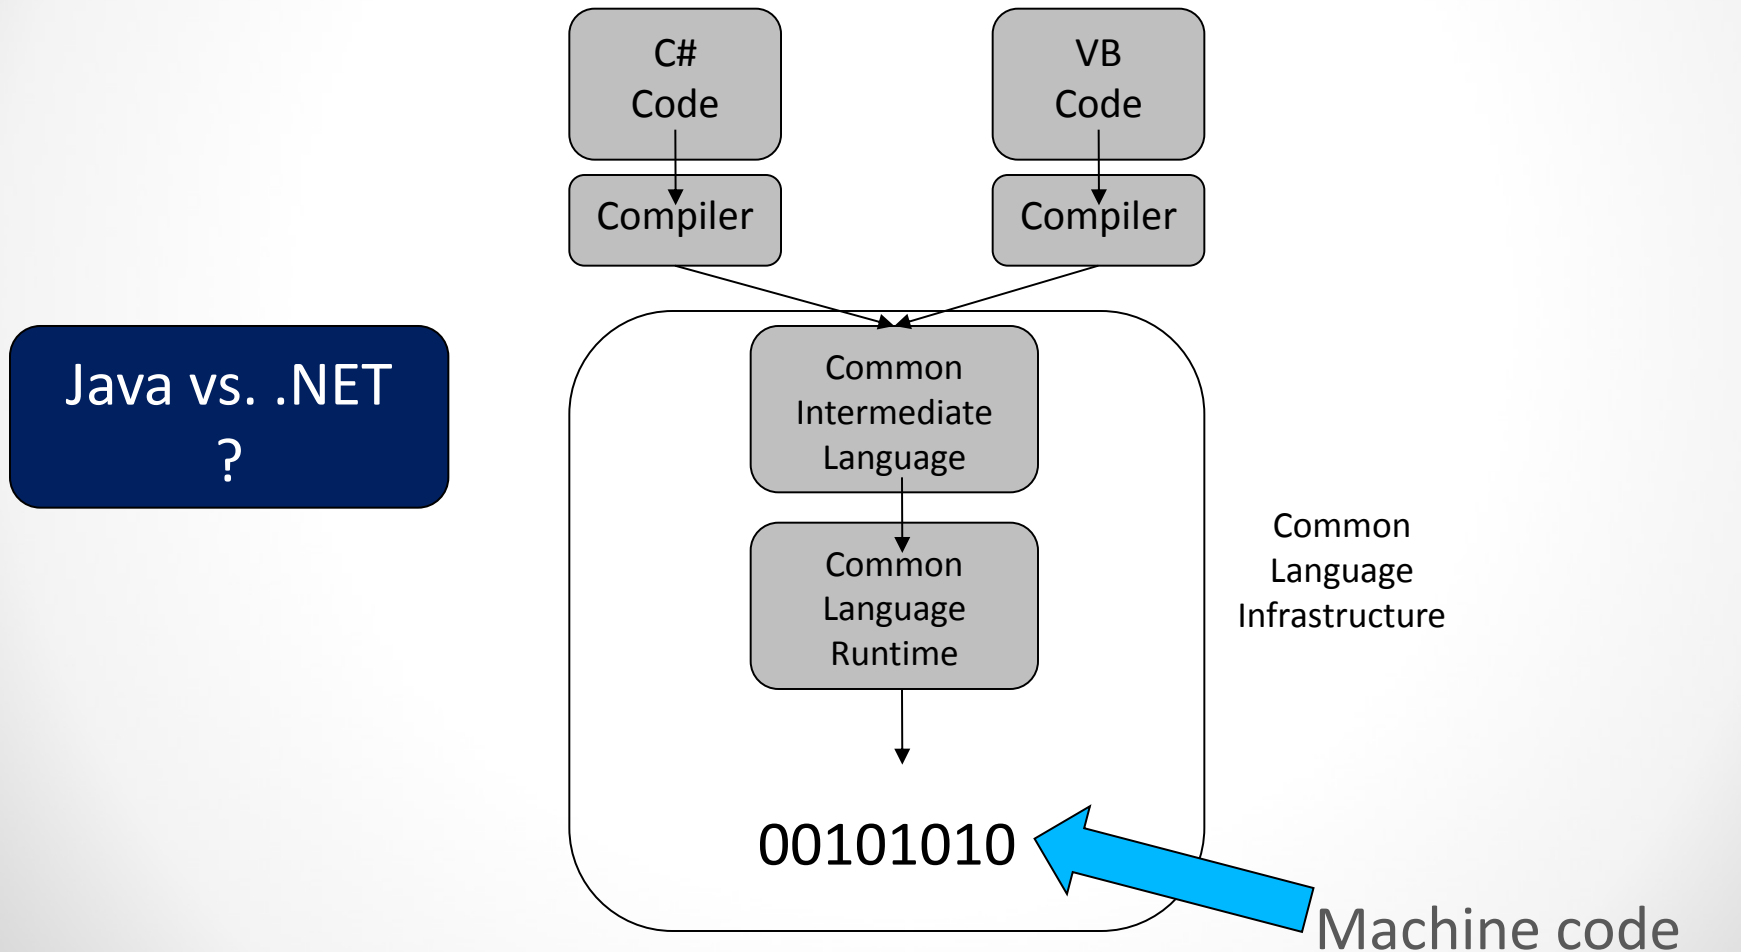 C#
Code
VB
Code
Compiler
Compiler
Java vs. .NET
?
Common
Intermediate
Language
Common
Language
Runtime
Common
Language
Infrastructure
00101010
Machine code